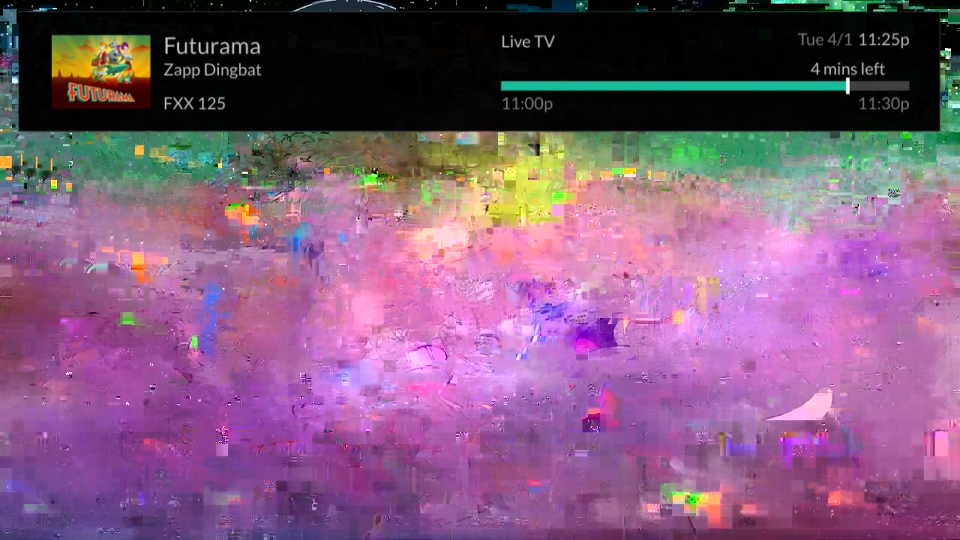 Futurama
Zapp Dingbat
FXX 125
FUTURAMA
Live TV
Tue 4/1 11:25p
4 mins left
11:00p
11:30p